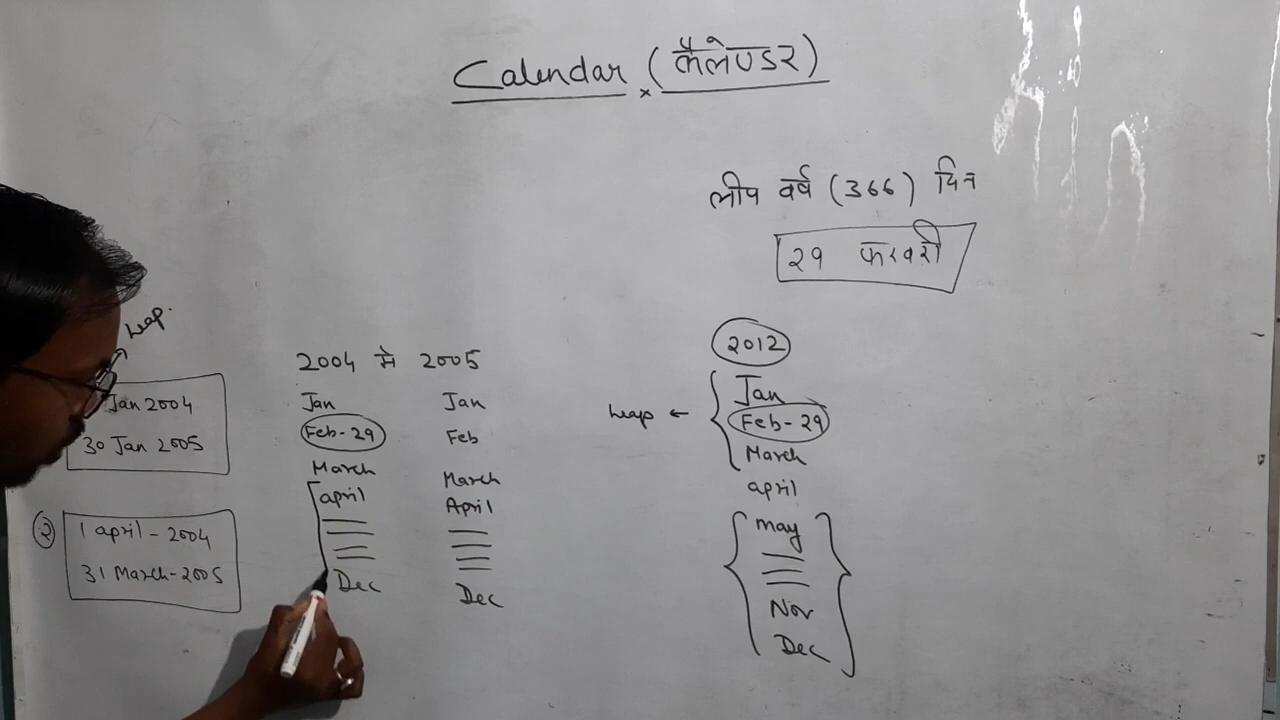 Calendar (कैलेण्डर)
लीप वर्ष (366) दिन
२९ फरवरी
Leap.
Jan 2004
30 Jan 2005
२ 1 april - 2004
31 March - 2005
2004 से 2005
Jan Jan
Feb - 29 Feb
March March
april April
Dec Dec
2012
Jan
Leap ← Feb - 29
March
april
may
Nov
Dec